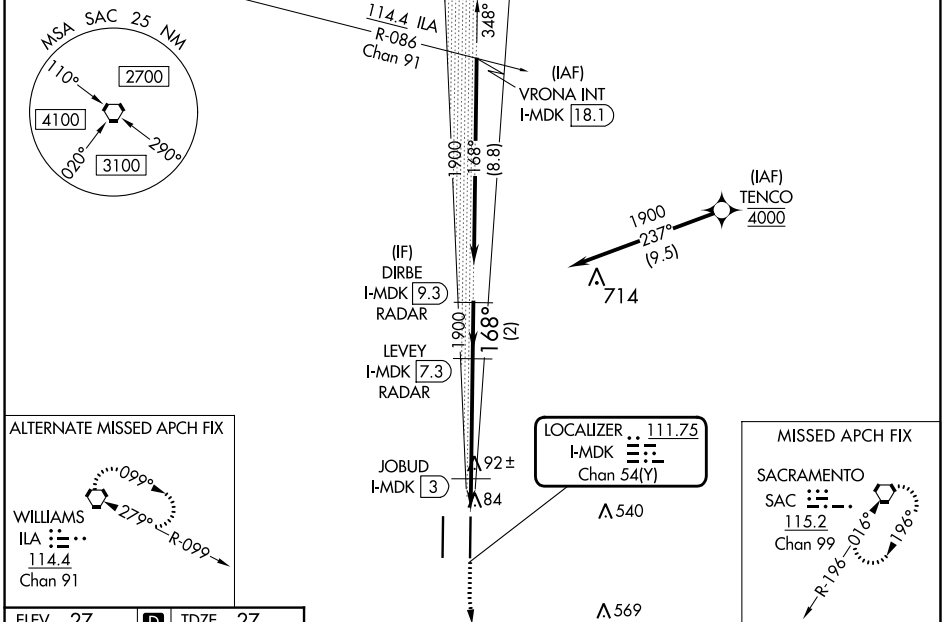 MSA SAC 25 NM
110°
2700
4100
020°
3100
290°
114.4 ILA
R-086
Chan 91
348°
(IAF)
VRONA INT
I-MDK 18.1
1900
168°
(8.8)
(IAF)
TENCO
4000
1900
237°
(9.5)
714
(IF)
DIRBE
I-MDK 9.3
RADAR
1900
168°
(2)
LEVEY
I-MDK 7.3
RADAR
JOBUD
I-MDK 3
92±
84
LOCALIZER 111.75
I-MDK
Chan 54(Y)
540
569
ALTERNATE MISSED APCH FIX
099°
279°
R-099
WILLIAMS
ILA
114.4
Chan 91
MISSED APCH FIX
SACRAMENTO
SAC
115.2
Chan 99
R-196
016°
196°
ELEV 27 D TDZE 27